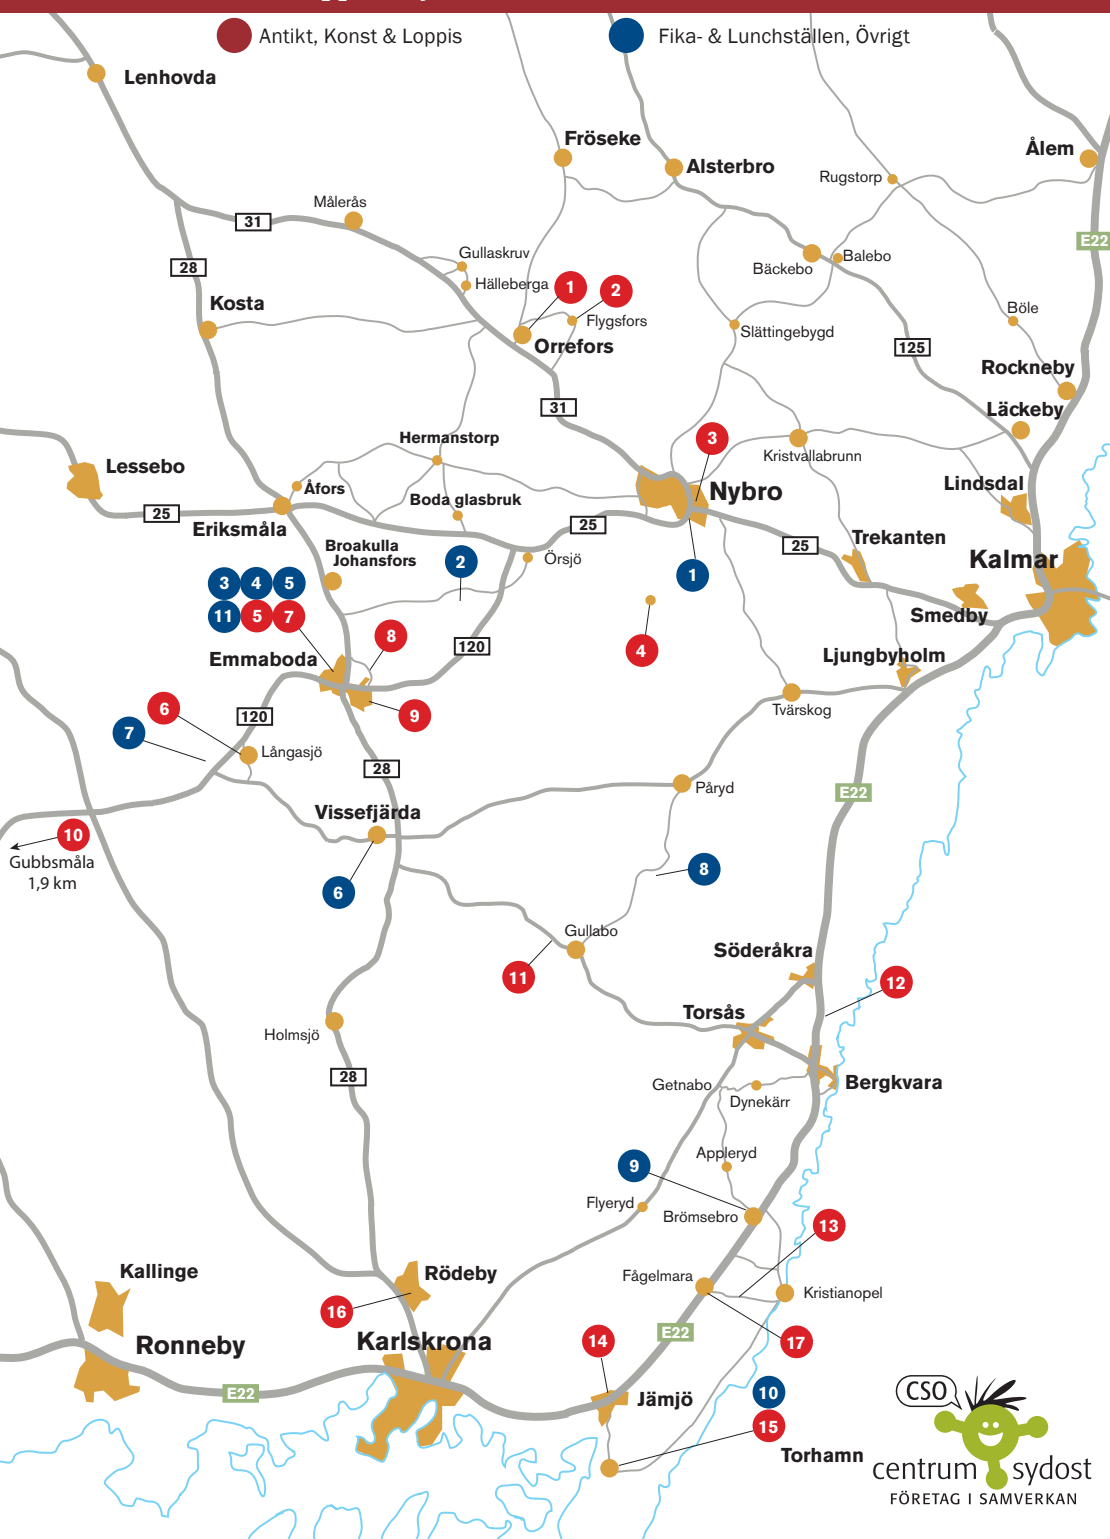 Antikt, Konst & Loppis
Fika- & Lunchställen, Övrigt
Lenhovda
Fröseke
Alsterbro
Ålem
Rugstorp
Målerås
31
E22
Gullaskruv
Bäckebo
Balebo
28
Hälleberga
1
2
Kosta
Flygsfors
Böle
Slättingebygd
Orrefors
125
Rockneby
31
Läckeby
Hermanstorp
3
Kristvallabrunn
Lessebo
Åfors
Nybro
Lindsdal
Boda glasbruk
25
25
Eriksmåla
Trekanten
25
Broakulla
Johansfors
Örsjö
Kalmar
2
1
3
4
5
11
5
7
Smedby
8
120
4
Emmaboda
Ljungbyholm
6
120
9
Tvärskog
7
Långasjö
28
Påryd
E22
Vissefjärda
10
Gubbsmåla
1,9 km
8
6
Gullabo
Söderåkra
11
12
Torsås
Holmsjö
28
Getnabo
Bergkvara
Dynekärr
Appleryd
9
Flyeryd
Brömsebro
13
Kallinge
Rödeby
Fågelmara
Kristianopel
16
E22
17
Ronneby
Karlskrona
14
E22
Jämjö
10
CSO
15
Torhamn
centrum sydost
FÖRETAG I SAMVERKAN